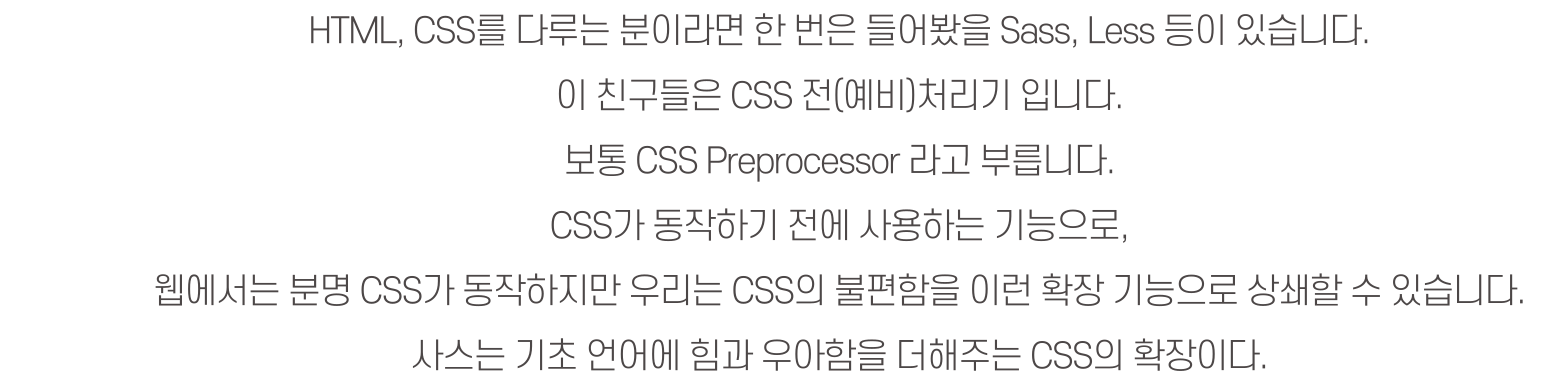 HTML, CSS를 다루는 분이라면 한 번은 들어봤을 Sass, Less 등이 있습니다.
이 친구들은 CSS 전(예비)처리기 입니다.
보통 CSS Preprocessor 라고 부릅니다.
CSS가 동작하기 전에 사용하는 기능으로,
웹에서는 분명 CSS가 동작하지만 우리는 CSS의 불편함을 이런 확장 기능으로 상쇄할 수 있습니다.
사스는 기초 언어에 힘과 우아함을 더해주는 CSS의 확장이다.